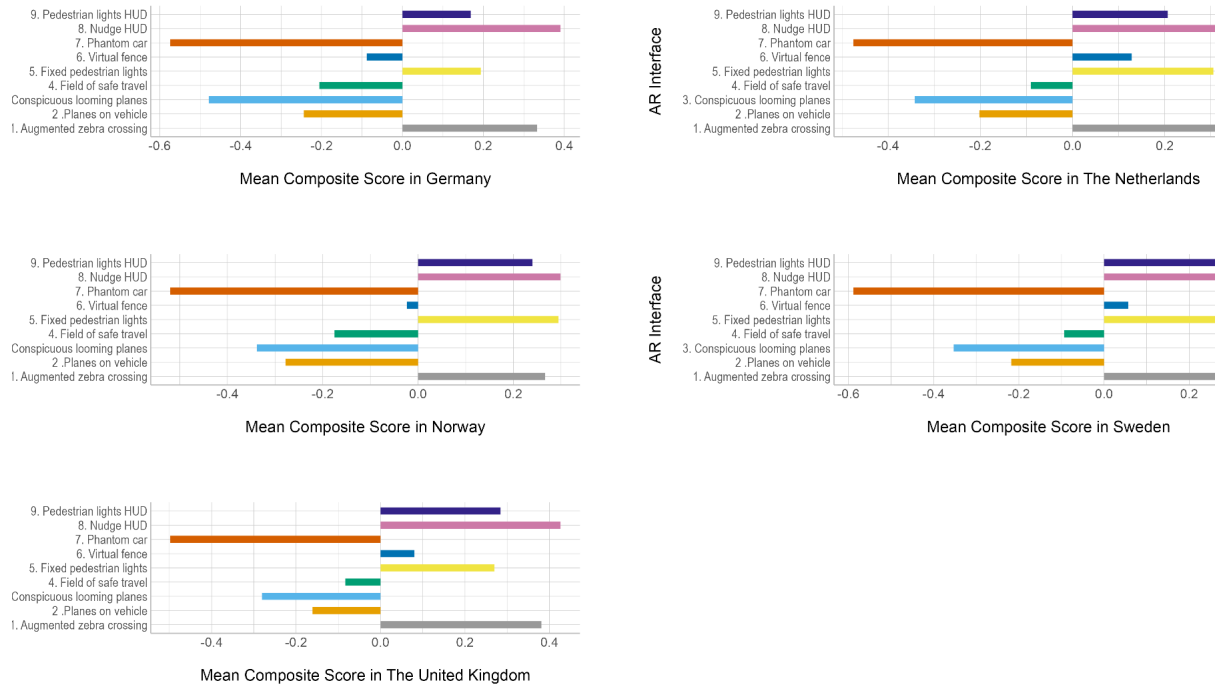 9. Pedestrian lights HUD
8. Nudge HUD
7. Phantom car
6. Virtual fence
5. Fixed pedestrian lights
4. Field of safe travel
Conspicuous looming planes
2 .Planes on vehicle
1. Augmented zebra crossing
-0.6 -0.4 -0.2 0.0 0.2 0.4
Mean Composite Score in Germany
AR Interface
9. Pedestrian lights HUD
8. Nudge HUD
7. Phantom car
6. Virtual fence
5. Fixed pedestrian lights
4. Field of safe travel
3. Conspicuous looming planes
2 .Planes on vehicle
1. Augmented zebra crossing
-0.4 -0.2 0.0 0.2
Mean Composite Score in The Netherlands
9. Pedestrian lights HUD
8. Nudge HUD
7. Phantom car
6. Virtual fence
5. Fixed pedestrian lights
4. Field of safe travel
Conspicuous looming planes
2 .Planes on vehicle
1. Augmented zebra crossing
-0.4 -0.2 0.0 0.2
Mean Composite Score in Norway
AR Interface
9. Pedestrian lights HUD
8. Nudge HUD
7. Phantom car
6. Virtual fence
5. Fixed pedestrian lights
4. Field of safe travel
3. Conspicuous looming planes
2 .Planes on vehicle
1. Augmented zebra crossing
-0.6 -0.4 -0.2 0.0 0.2
Mean Composite Score in Sweden
9. Pedestrian lights HUD
8. Nudge HUD
7. Phantom car
6. Virtual fence
5. Fixed pedestrian lights
4. Field of safe travel
Conspicuous looming planes
2 .Planes on vehicle
1. Augmented zebra crossing
-0.4 -0.2 0.0 0.2 0.4
Mean Composite Score in The United Kingdom